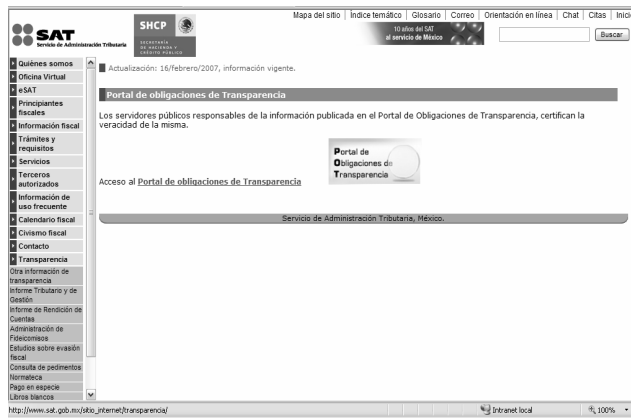 Mapa del sitio | Índice temático | Glosario | Correo | Orientación en línea | Chat | Citas | Inicio
SAT
Servicio de Administración Tributaria
SHCP
SECRETARÍA
DE HACIENDA Y
CRÉDITO PÚBLICO
10 años del SAT
al servicio de México
Buscar
Quiénes somos
Oficina Virtual
eSAT
Principiantes
fiscales
Información fiscal
Trámites y
requisitos
Servicios
Terceros
autorizados
Información de
uso frecuente
Calendario fiscal
Civismo fiscal
Contacto
Transparencia
Otra información de
transparencia
Informe Tributario y de
Gestión
Informe de Rendición de
Cuentas
Administración de
Fideicomisos
Estudios sobre evasión
fiscal
Consulta de pedimentos
Normateca
Pago en especie
Libros blancos
Actualización: 16/febrero/2007, información vigente.
Portal de obligaciones de Transparencia
Los servidores públicos responsables de la información publicada en el Portal de Obligaciones de Transparencia, certifican la
veracidad de la misma.
Portal de
Obligaciones de
Transparencia
Acceso al Portal de obligaciones de Transparencia
Servicio de Administración Tributaria, México.
http://www.sat.gob.mx/sitio_internet/transparencia/
Intranet local
100%